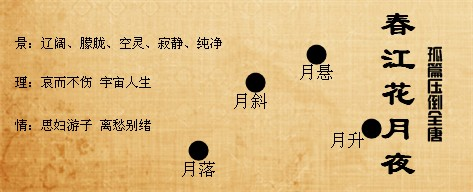 春江花月夜
孤篇压倒全唐
景：辽阔、朦胧、空灵、寂静、纯净
理：哀而不伤 宇宙人生
情：思妇游子 离愁别绪
月悬
月斜
月升
月落